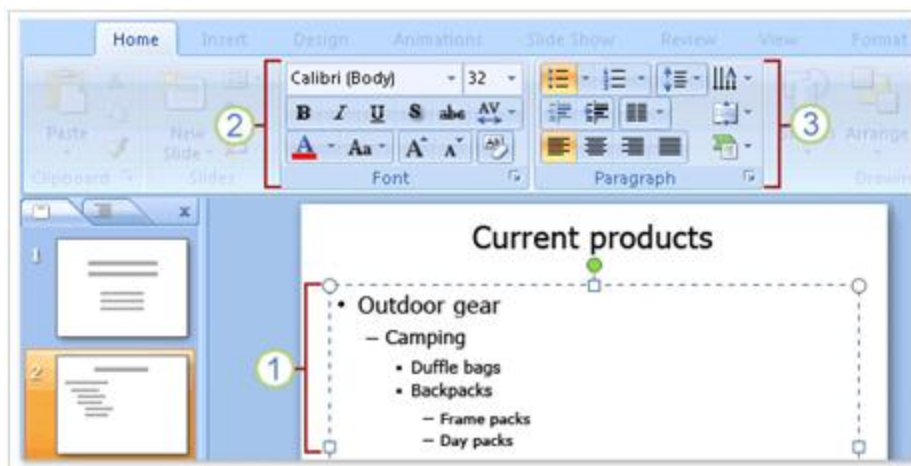 Home Insert Design Animations Slide Show Review View Format
Calibri (Body) 32
B I U S abc AV
A Aa A A
Paste New Slide Arrange
2 3
Clipboard Slides Font Paragraph Drawin
1
2
Current products
• Outdoor gear
– Camping
▪ Duffle bags
▪ Backpacks
– Frame packs
– Day packs
1